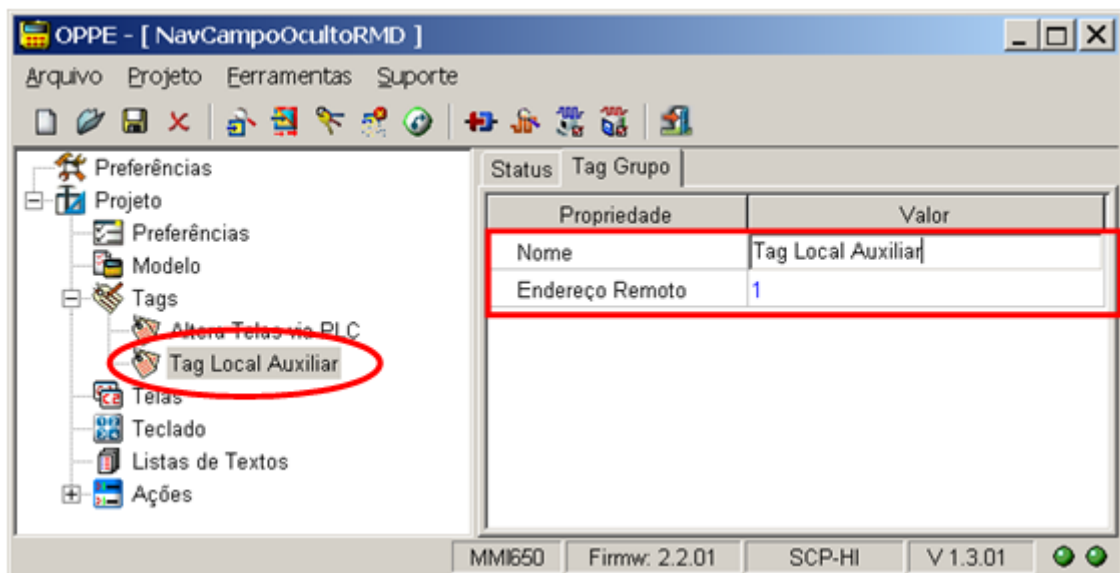 OPPE - [ NavCampoOcultoRMD ]
Arquivo Projeto Ferramentas Suporte
Preferências
Projeto
Preferências
Modelo
Tags
Altera Telas via PLC
Tag Local Auxiliar
Telas
Teclado
Listas de Textos
Ações
Status Tag Grupo
Propriedade Valor
Nome Tag Local Auxiliar
Endereço Remoto 1
MMI650 Firmw: 2.2.01 SCP-HI V 1.3.01